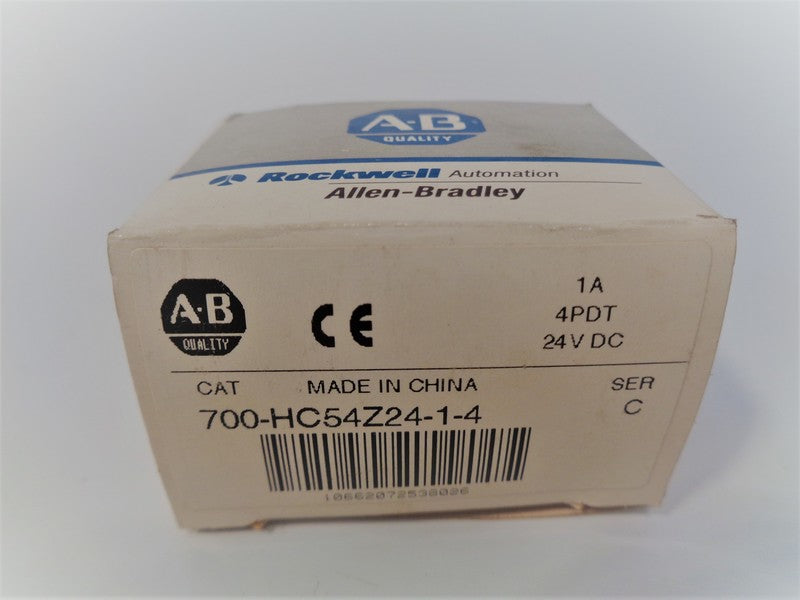 A·B
QUALITY
Rockwell Automation
Allen-Bradley
A·B
QUALITY
CE
1A
4PDT
24V DC
CAT
MADE IN CHINA
SER
700-HC54Z24-1-4
C
10662072538026